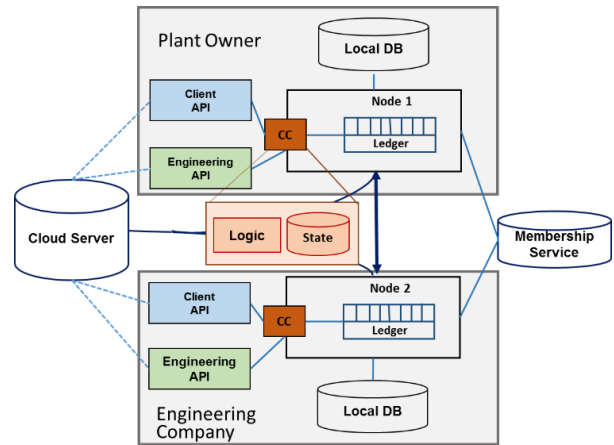 Plant Owner
Local DB
Client
API
Node 1
CC
Ledger
Engineering
API
Cloud Server
Logic
State
Membership
Service
Client
API
Node 2
CC
Ledger
Engineering
API
Local DB
Engineering
Company